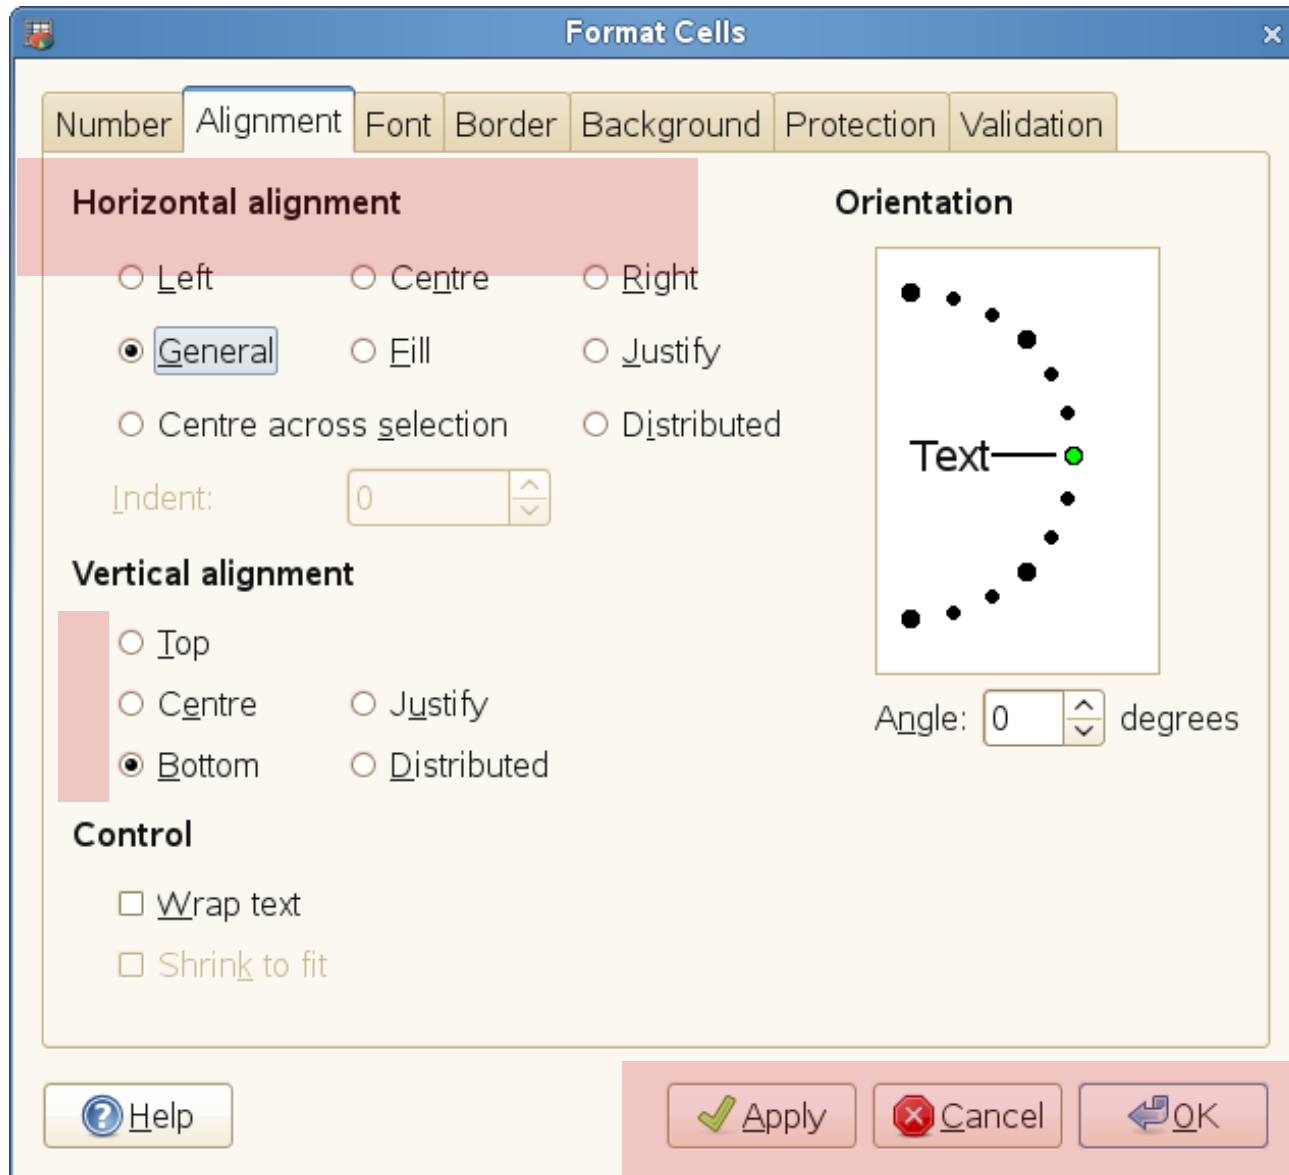 Format Cells
Number Alignment Font Border Background Protection Validation
Horizontal alignment
Left Centre Right
General Fill Justify
Centre across selection Distributed
Indent: 0
Vertical alignment
Top
Centre Justify
Bottom Distributed
Control
Wrap text
Shrink to fit
Orientation
Text
Angle: 0 degrees
Help Apply Cancel OK